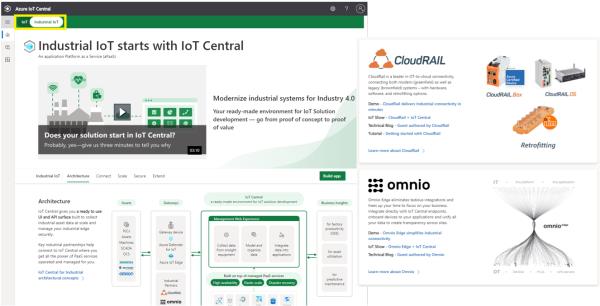 Azure IoT Central
IoT
Industrial IoT
Industrial IoT starts with IoT Central
An application Platform as a Service (aPaaS)
Does your solution start in IoT Central?
Probably, yes—give us three minutes to tell you why
03:10
Modernize industrial systems for Industry 4.0
Your ready-made environment for IoT Solution
development — go from proof of concept to proof
of value
Industrial IoT
Architecture
Connect
Scale
Secure
Extend
Build app
Architecture
IoT Central gives you a ready to use
UI and API surface built to collect
industrial asset data at scale and
manage your industrial edge
securely.
Key industrial partnerships help
connect to IoT Central where you
get all the power of PaaS services
operated and managed for you.
IoT Central for Industrial
architectural concepts
Assets
PLCs
Azure
Machines
SCADA
OCS
Gateways
Gateway device
Azure Defender
for IoT
Azure IoT Edge
Industrial
Partners
CloudRAIL
omnio
IoT Central
a ready-made environment for IoT solution development
Management Web Experience
Collect data
from straight
equipment
Model and
organize
data
Integrate
data into
applications
Built on top of managed PaaS services
High availability
Elastic scale
Disaster recovery
Business Insights
for factory
productivity
(OEE)
for asset
utilization
for
predictive
maintenance
CloudRAIL
CloudRail is a leader in OT-to-cloud connectivity,
connecting both modern (greenfield) as well as
legacy (brownfield) systems – with hardware,
software, and retrofitting options.
Demo - CloudRail delivers Industrial connectivity in
minutes
IoT Show - CloudRail + IoT Central
Technical Blog - Guest authored by CloudRail
Tutorial - Getting started with CloudRail
Learn more about CloudRail
CLOUDRAIL.Box
CLOUDRAIL.OS
Retrofitting
omnio
Omnio Edge eliminates tedious integrations and
frees up your time to focus on your business.
Integrate directly with IoT Central endpoints,
onboard devices to your applications and unify all
your data to create transparency across sites.
Demo - Omnio Edge simplifies industrial
connectivity
IoT Show - Omnio Edge + IoT Central
Technical Blog - Guest authored by Omnio
Learn more about Omnio
IT
omnio edge
OT